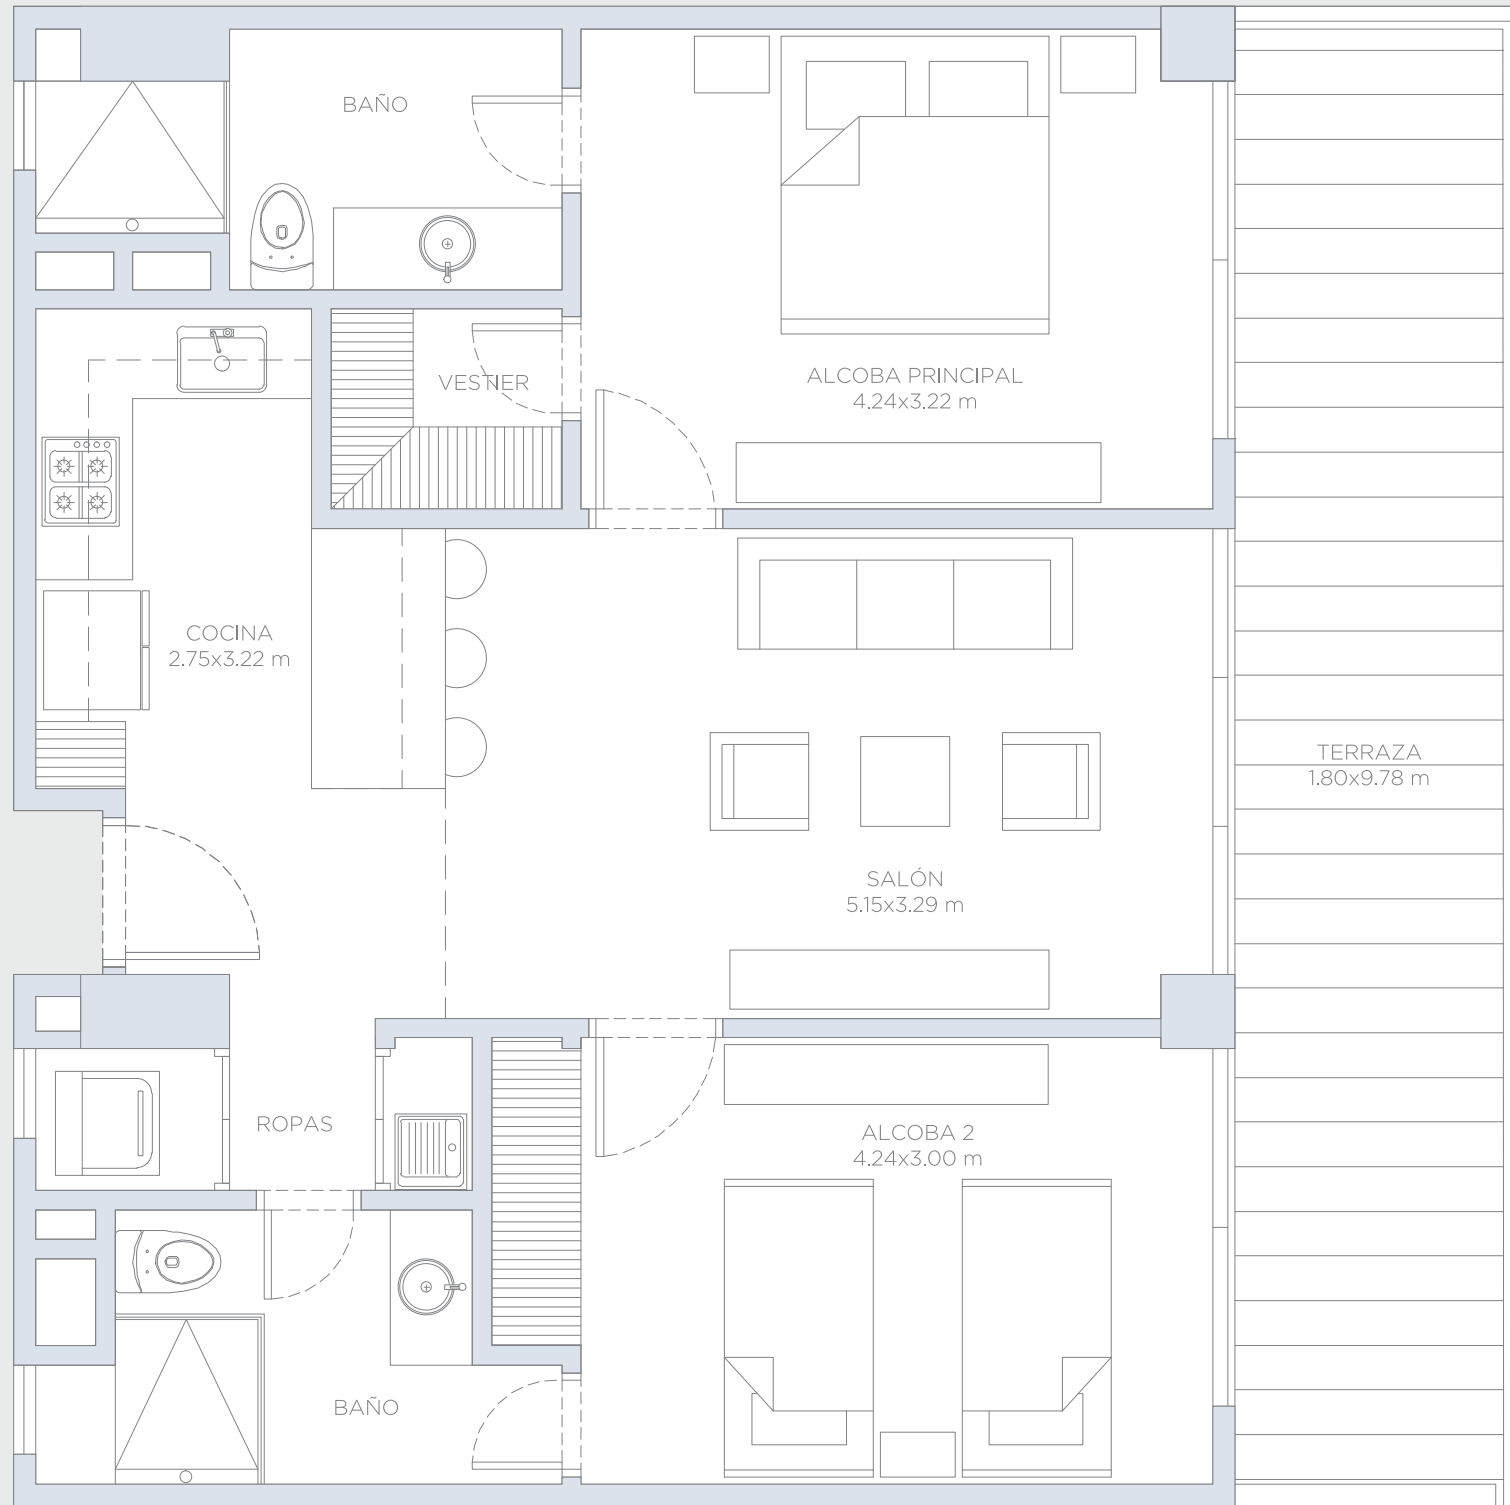 BAÑO
VESTIER
ALCOBA PRINCIPAL
4.24x3.22 m
COCINA
2.75x3.22 m
TERRAZA
1.80x9.78 m
SALÓN
5.15x3.29 m
ROPAS
ALCOBA 2
4.24x3.00 m
BAÑO